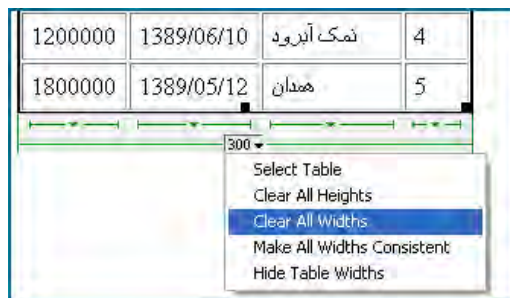 1200000 1389/06/10 نمک آبرود 4
1800000 1389/05/12 همدان 5
300
Select Table
Clear All Heights
Clear All Widths
Make All Widths Consistent
Hide Table Widths